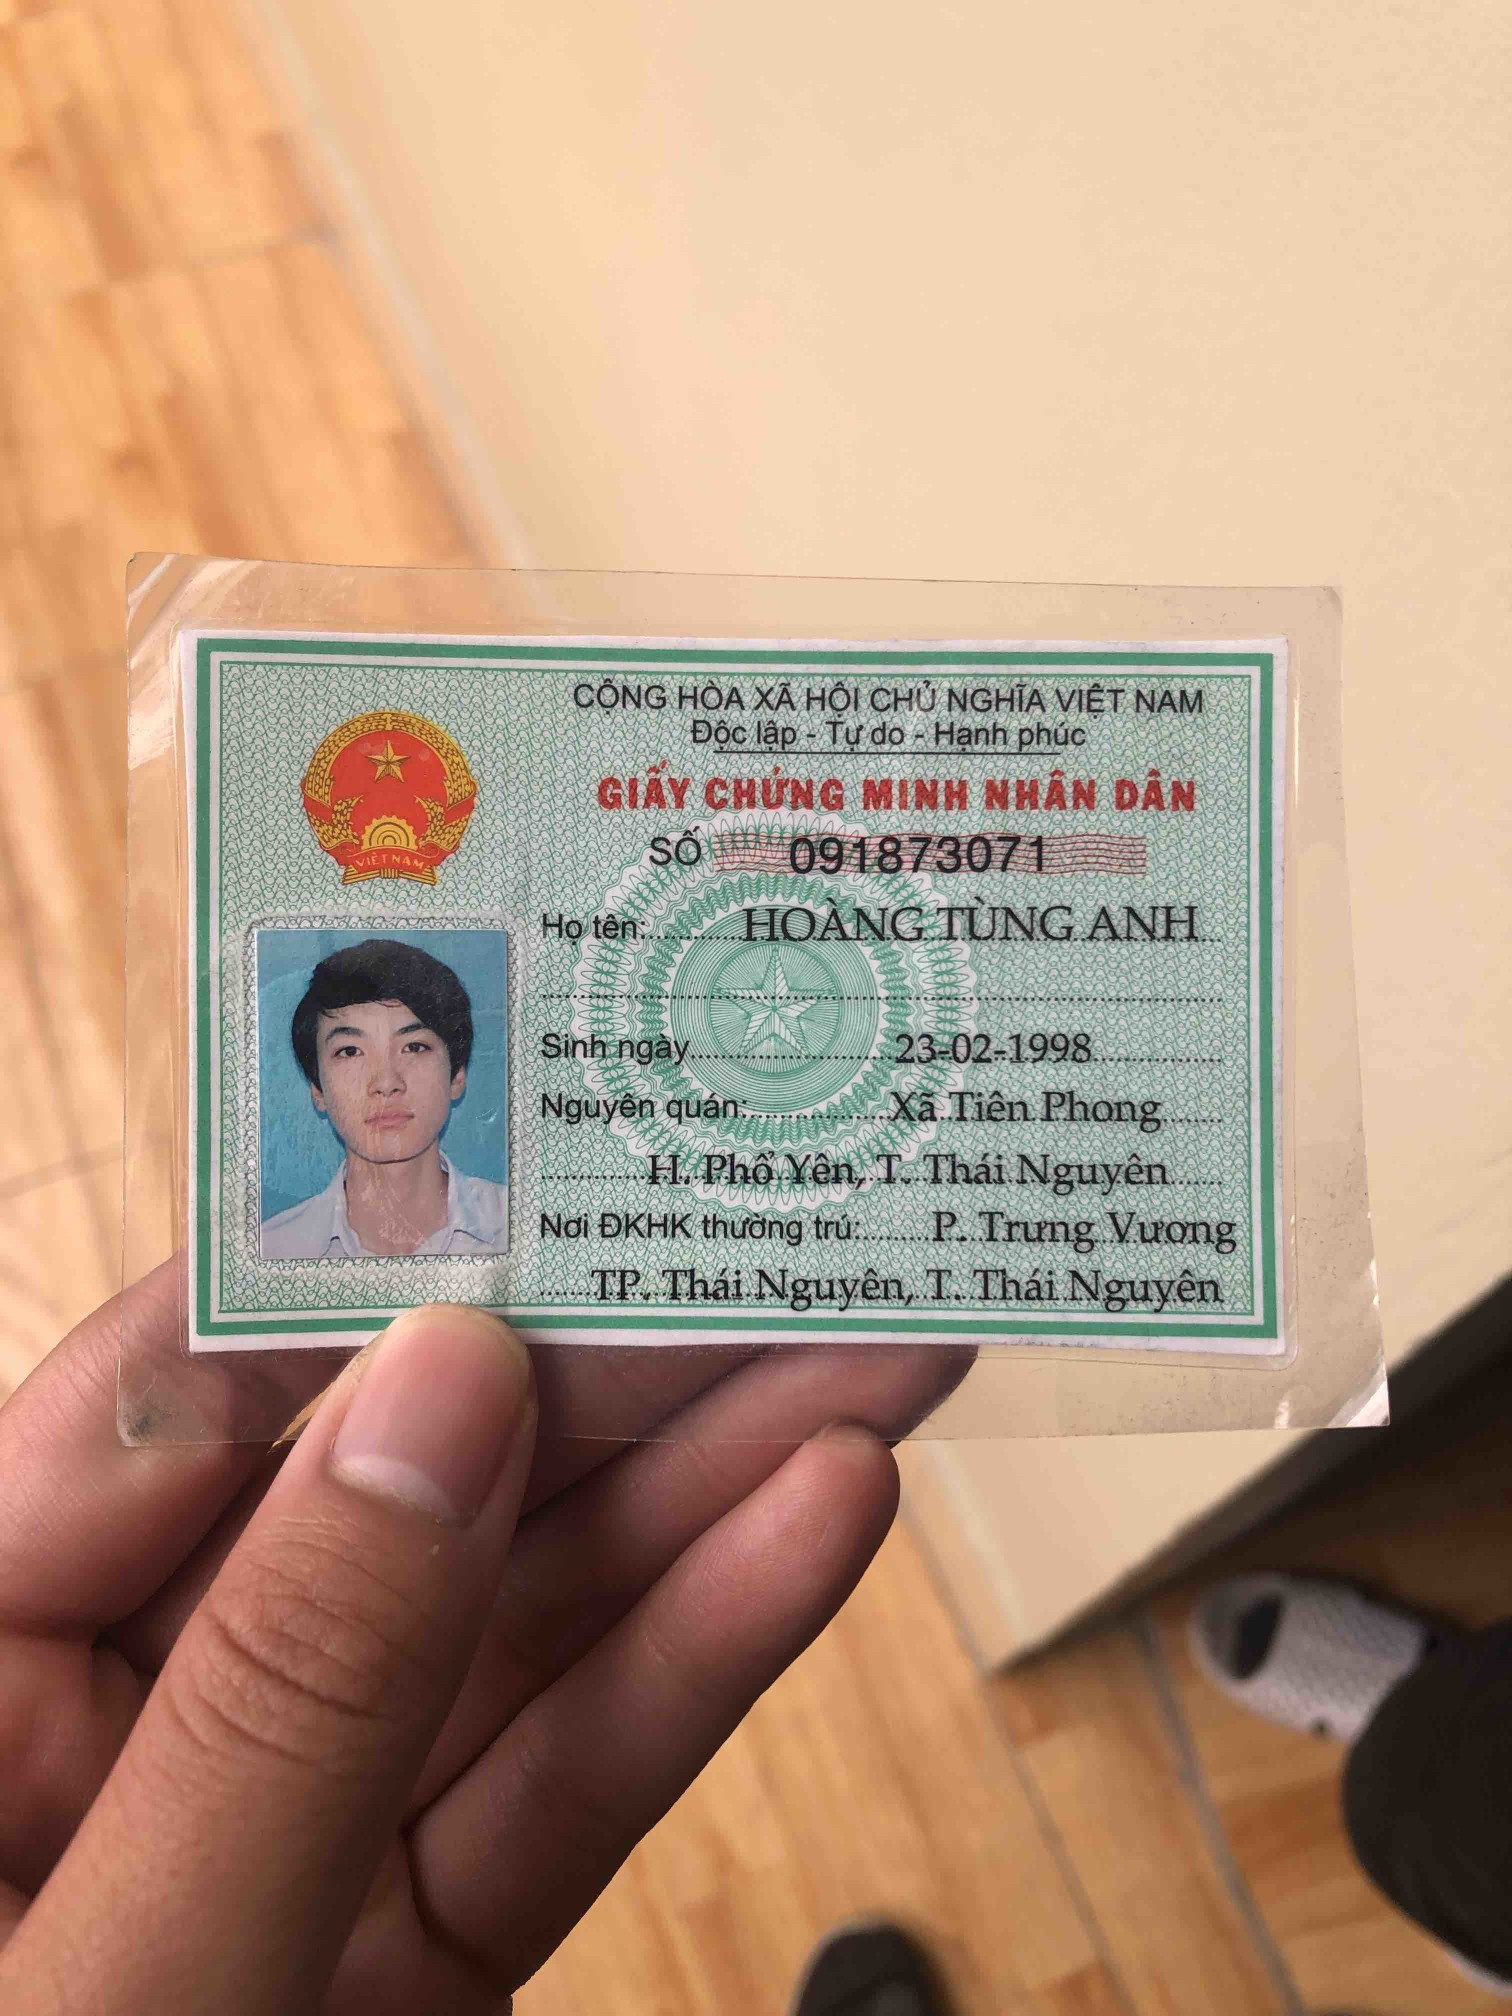 CỘNG HÒA XÃ HỘI CHỦ NGHĨA VIỆT NAM
Độc lập - Tự do - Hạnh phúc
GIẤY CHỨNG MINH NHÂN DÂN
SỐ 091873071
VIỆT NAM
Họ tên: HOÀNG TÙNG ANH
Sinh ngày 23-02-1998
Nguyên quán: Xã Tiên Phong
H. Phổ Yên, T. Thái Nguyên
Nơi ĐKHK thường trú: P. Trưng Vương
TP. Thái Nguyên, T. Thái Nguyên